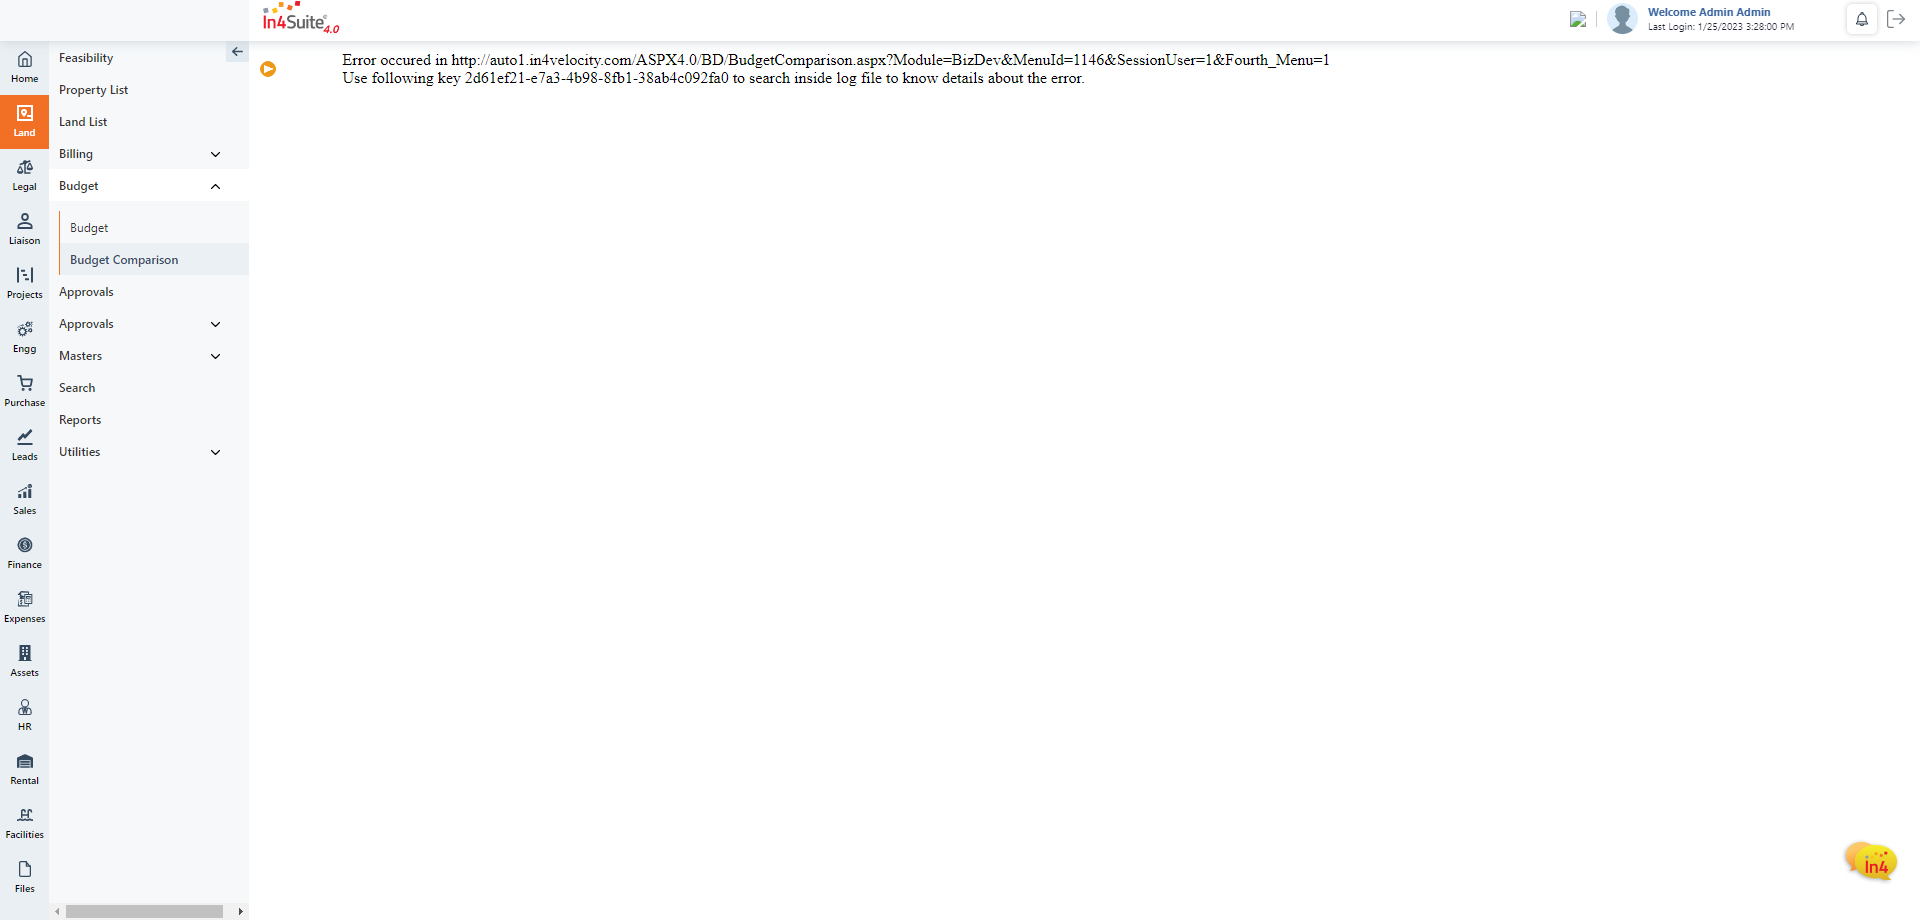 In4Suite 4.0
Welcome Admin Admin
Last Login: 1/25/2023 3:28:00 PM
Home
Land
Legal
Liaison
Projects
Engg
Purchase
Leads
Sales
Finance
Expenses
Assets
HR
Rental
Facilities
Files
Feasibility
Property List
Land List
Billing
Budget
Budget
Budget Comparison
Approvals
Approvals
Masters
Search
Reports
Utilities
Error occured in http://auto1.in4velocity.com/ASPX4.0/BD/BudgetComparison.aspx?Module=BizDev&MenuId=1146&SessionUser=1&Fourth_Menu=1
Use following key 2d61ef21-e7a3-4b98-8fb1-38ab4c092fa0 to search inside log file to know details about the error.
in4